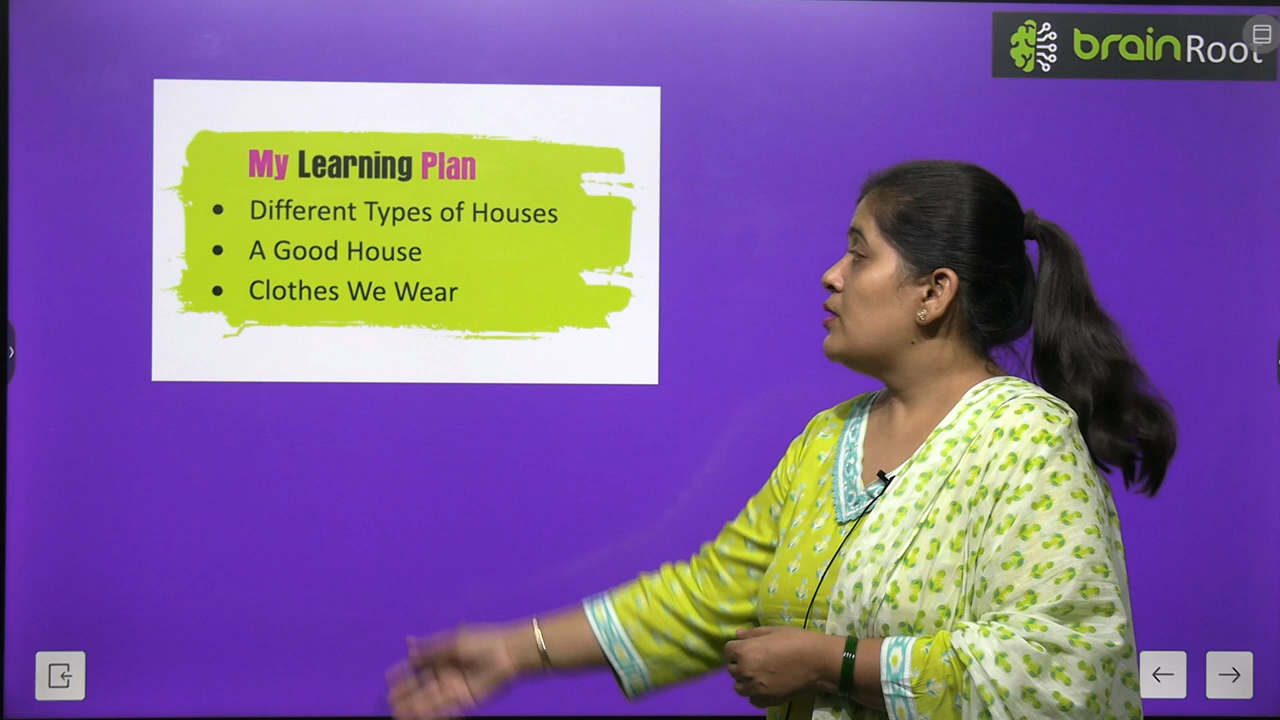 brainRoot
My Learning Plan
• Different Types of Houses
• A Good House
• Clothes We Wear